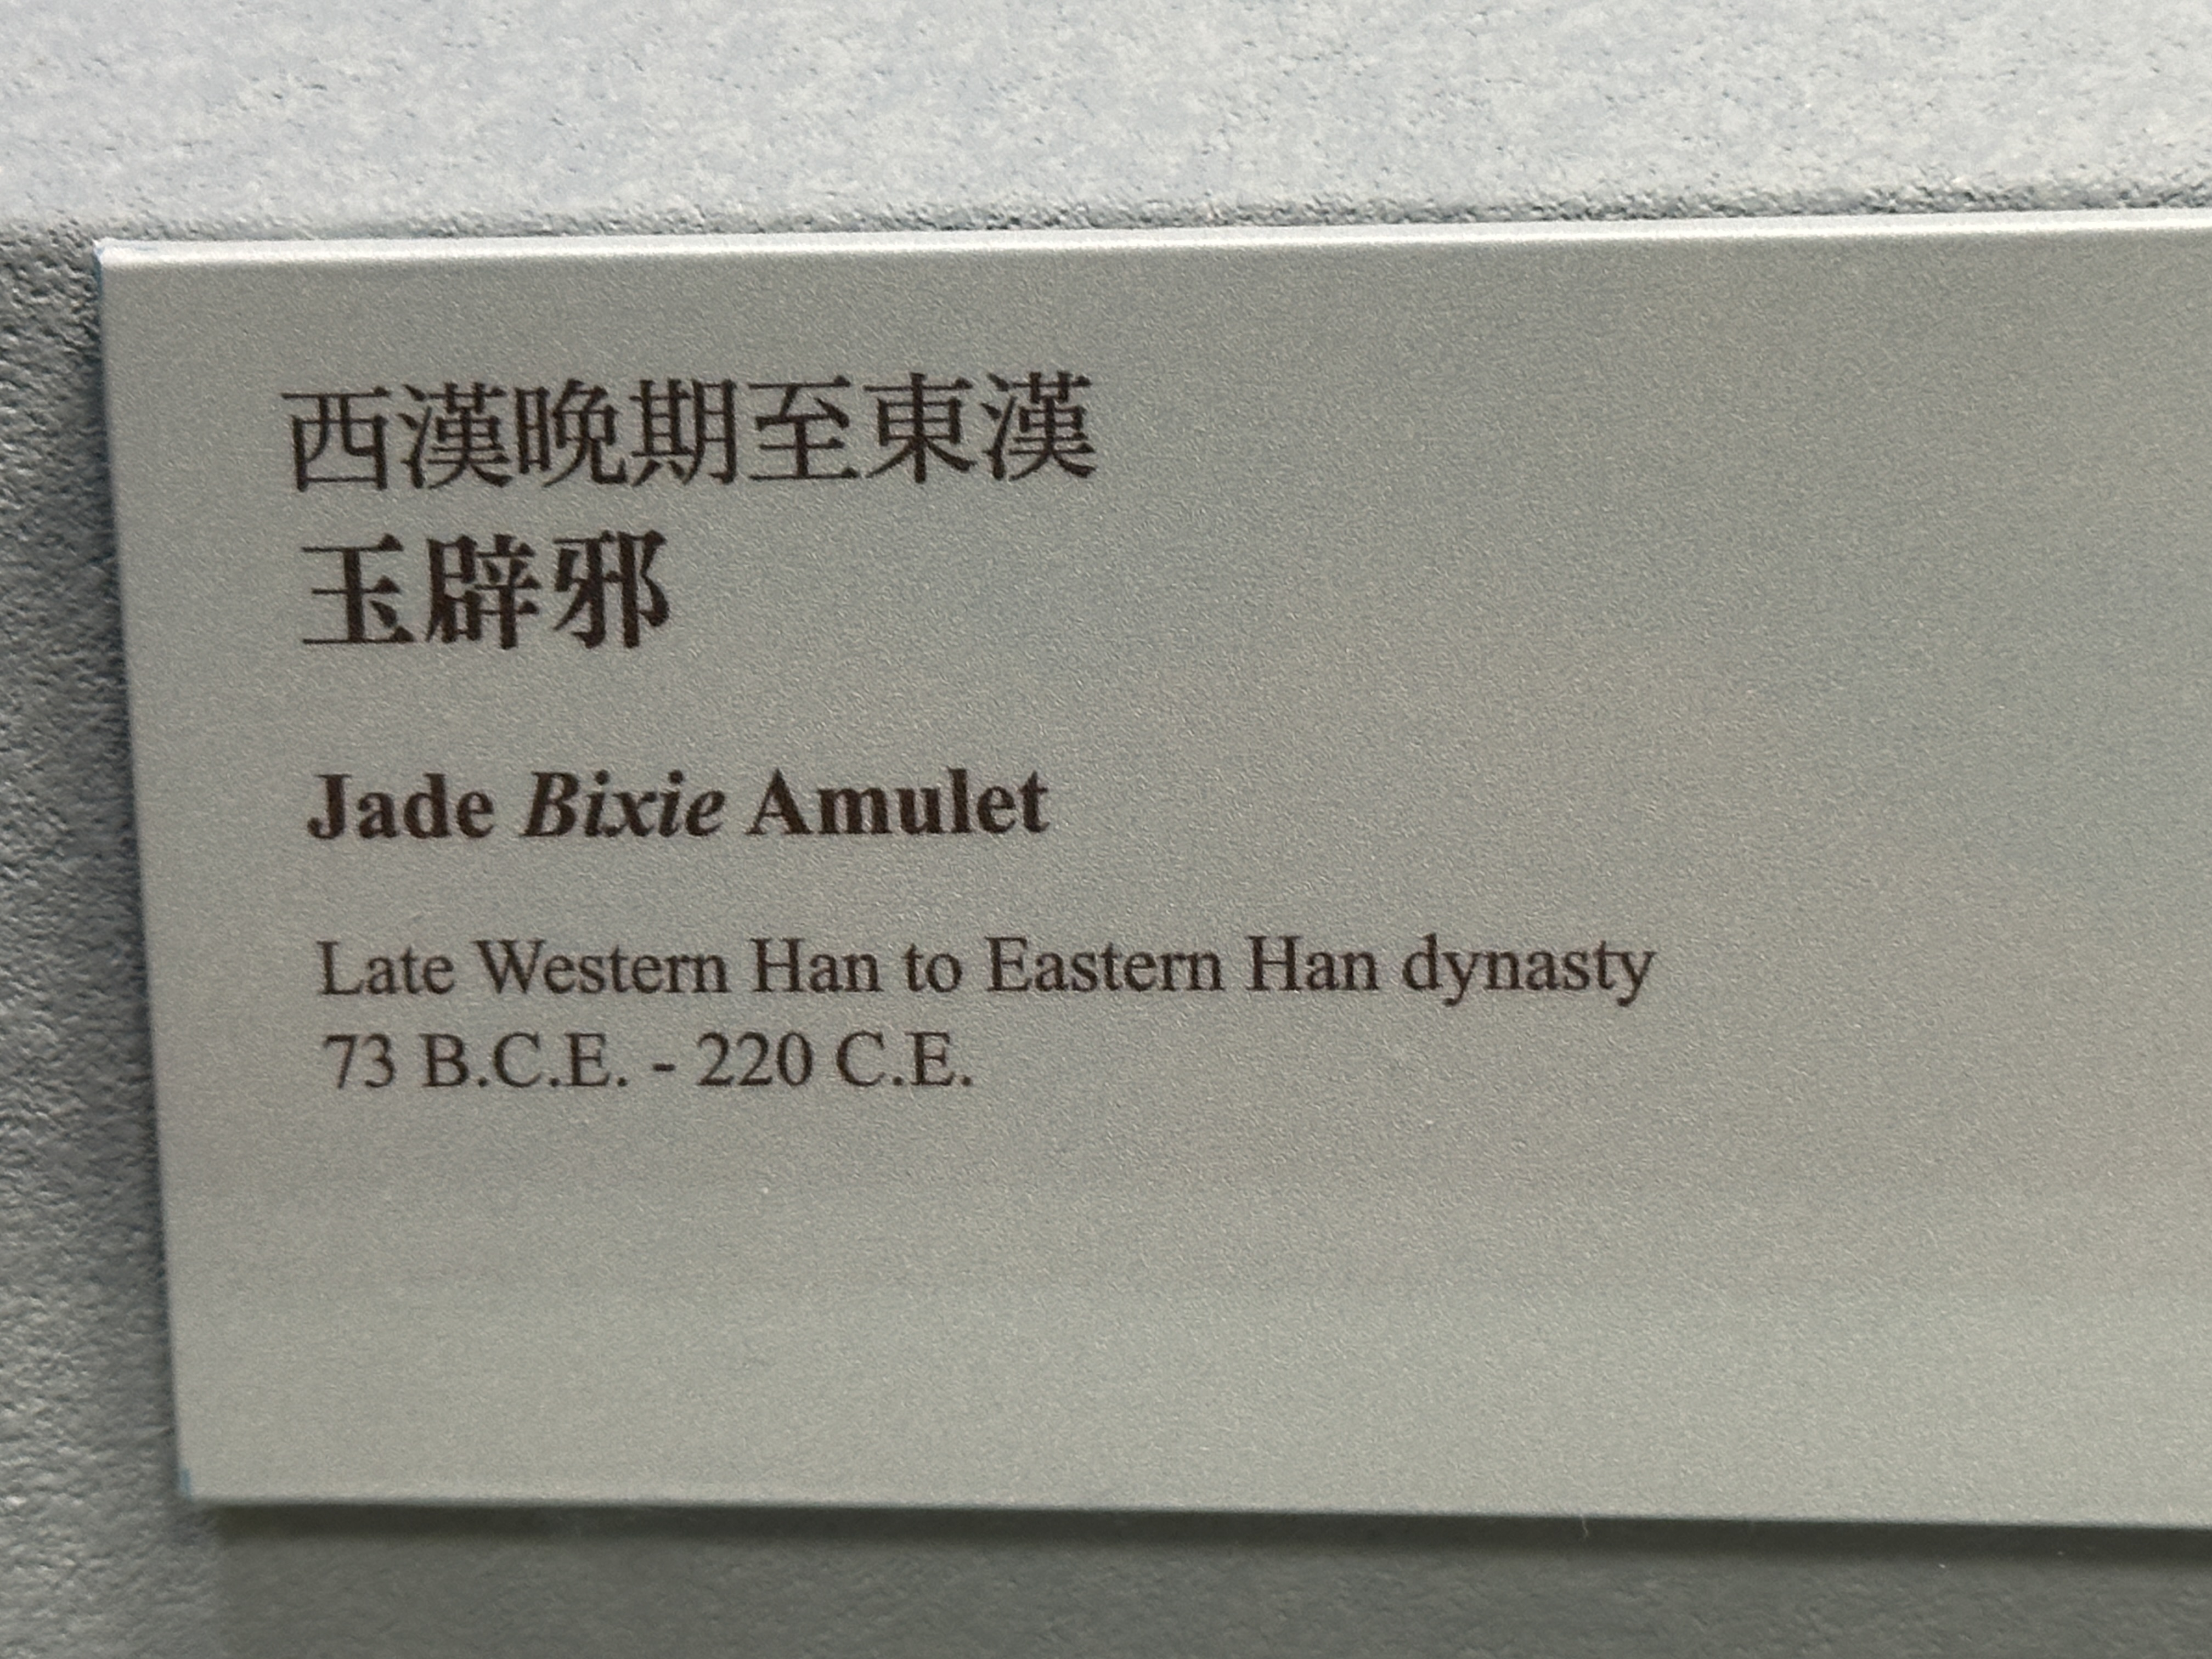 西漢晚期至東漢
玉辟邪
Jade Bixie Amulet
Late Western Han to Eastern Han dynasty
73 B.C.E. - 220 C.E.